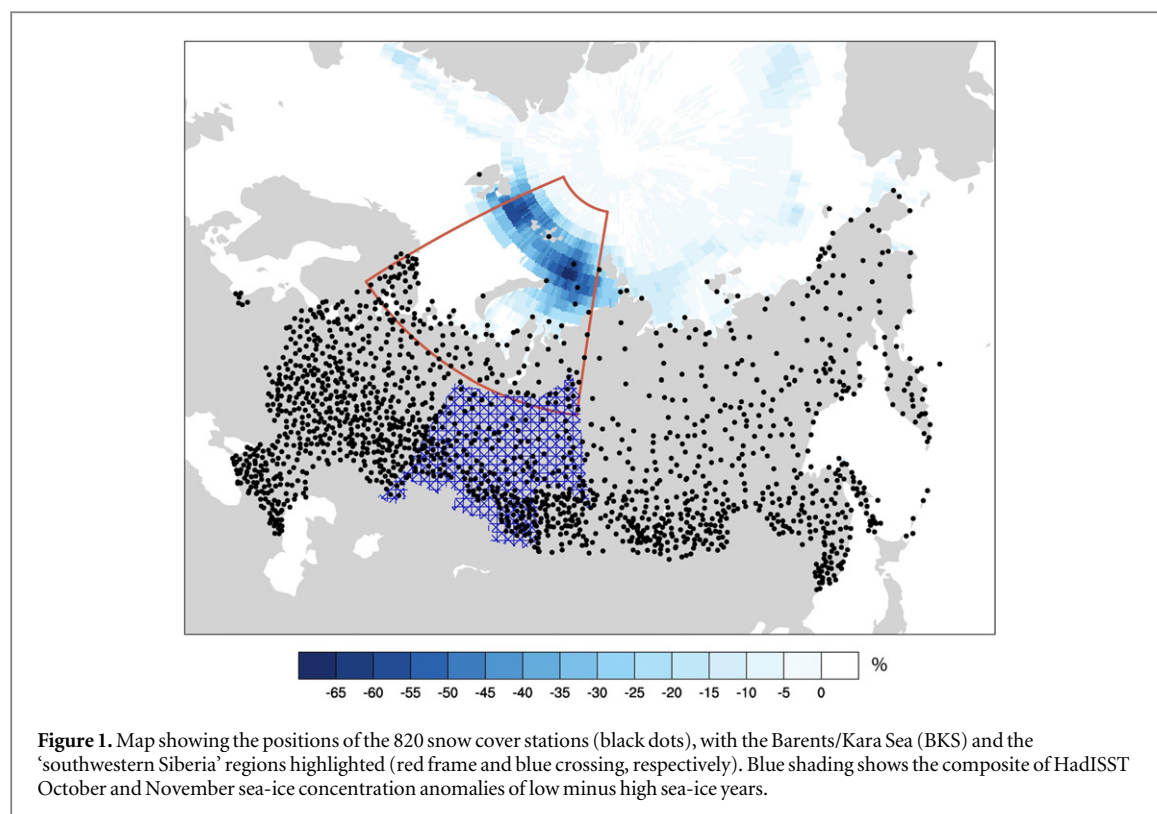 %
-65 -60 -55 -50 -45 -40 -35 -30 -25 -20 -15 -10 -5 0
Figure 1. Map showing the positions of the 820 snow cover stations (black dots), with the Barents/Kara Sea (BKS) and the
‘southwestern Siberia’ regions highlighted (red frame and blue crossing, respectively). Blue shading shows the composite of HadISST
October and November sea-ice concentration anomalies of low minus high sea-ice years.